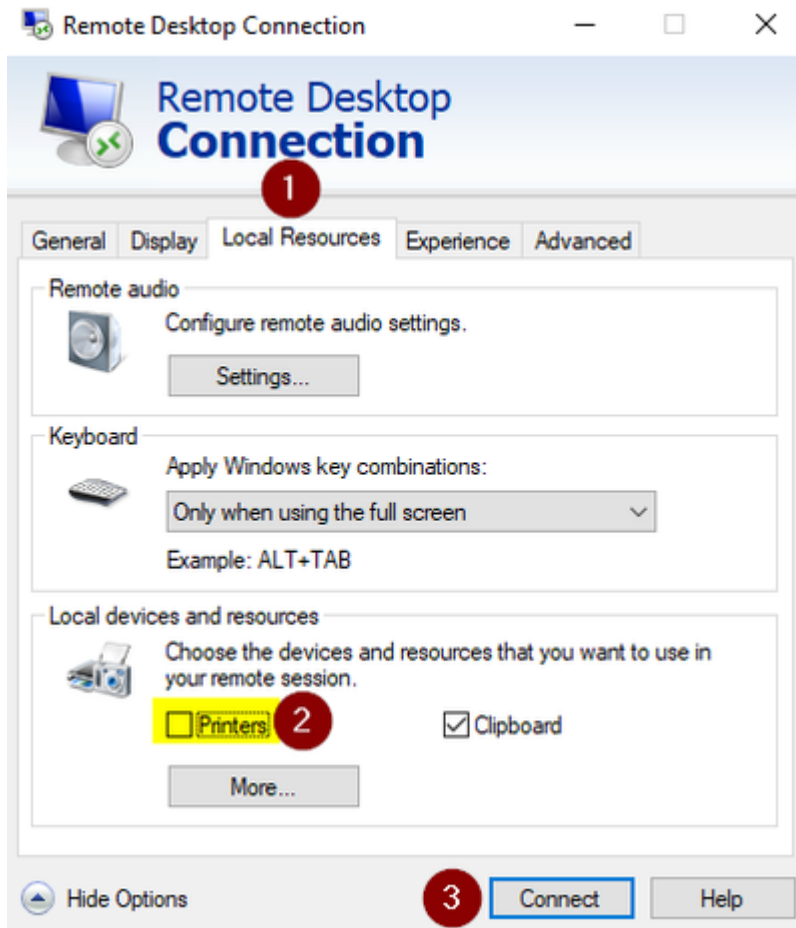 Remote Desktop Connection
Remote Desktop
Connection
1
General Display Local Resources Experience Advanced
Remote audio
Configure remote audio settings.
Settings...
Keyboard
Apply Windows key combinations:
Only when using the full screen
Example: ALT+TAB
Local devices and resources
Choose the devices and resources that you want to use in
your remote session.
Printers 2 Clipboard
More...
Hide Options 3 Connect Help